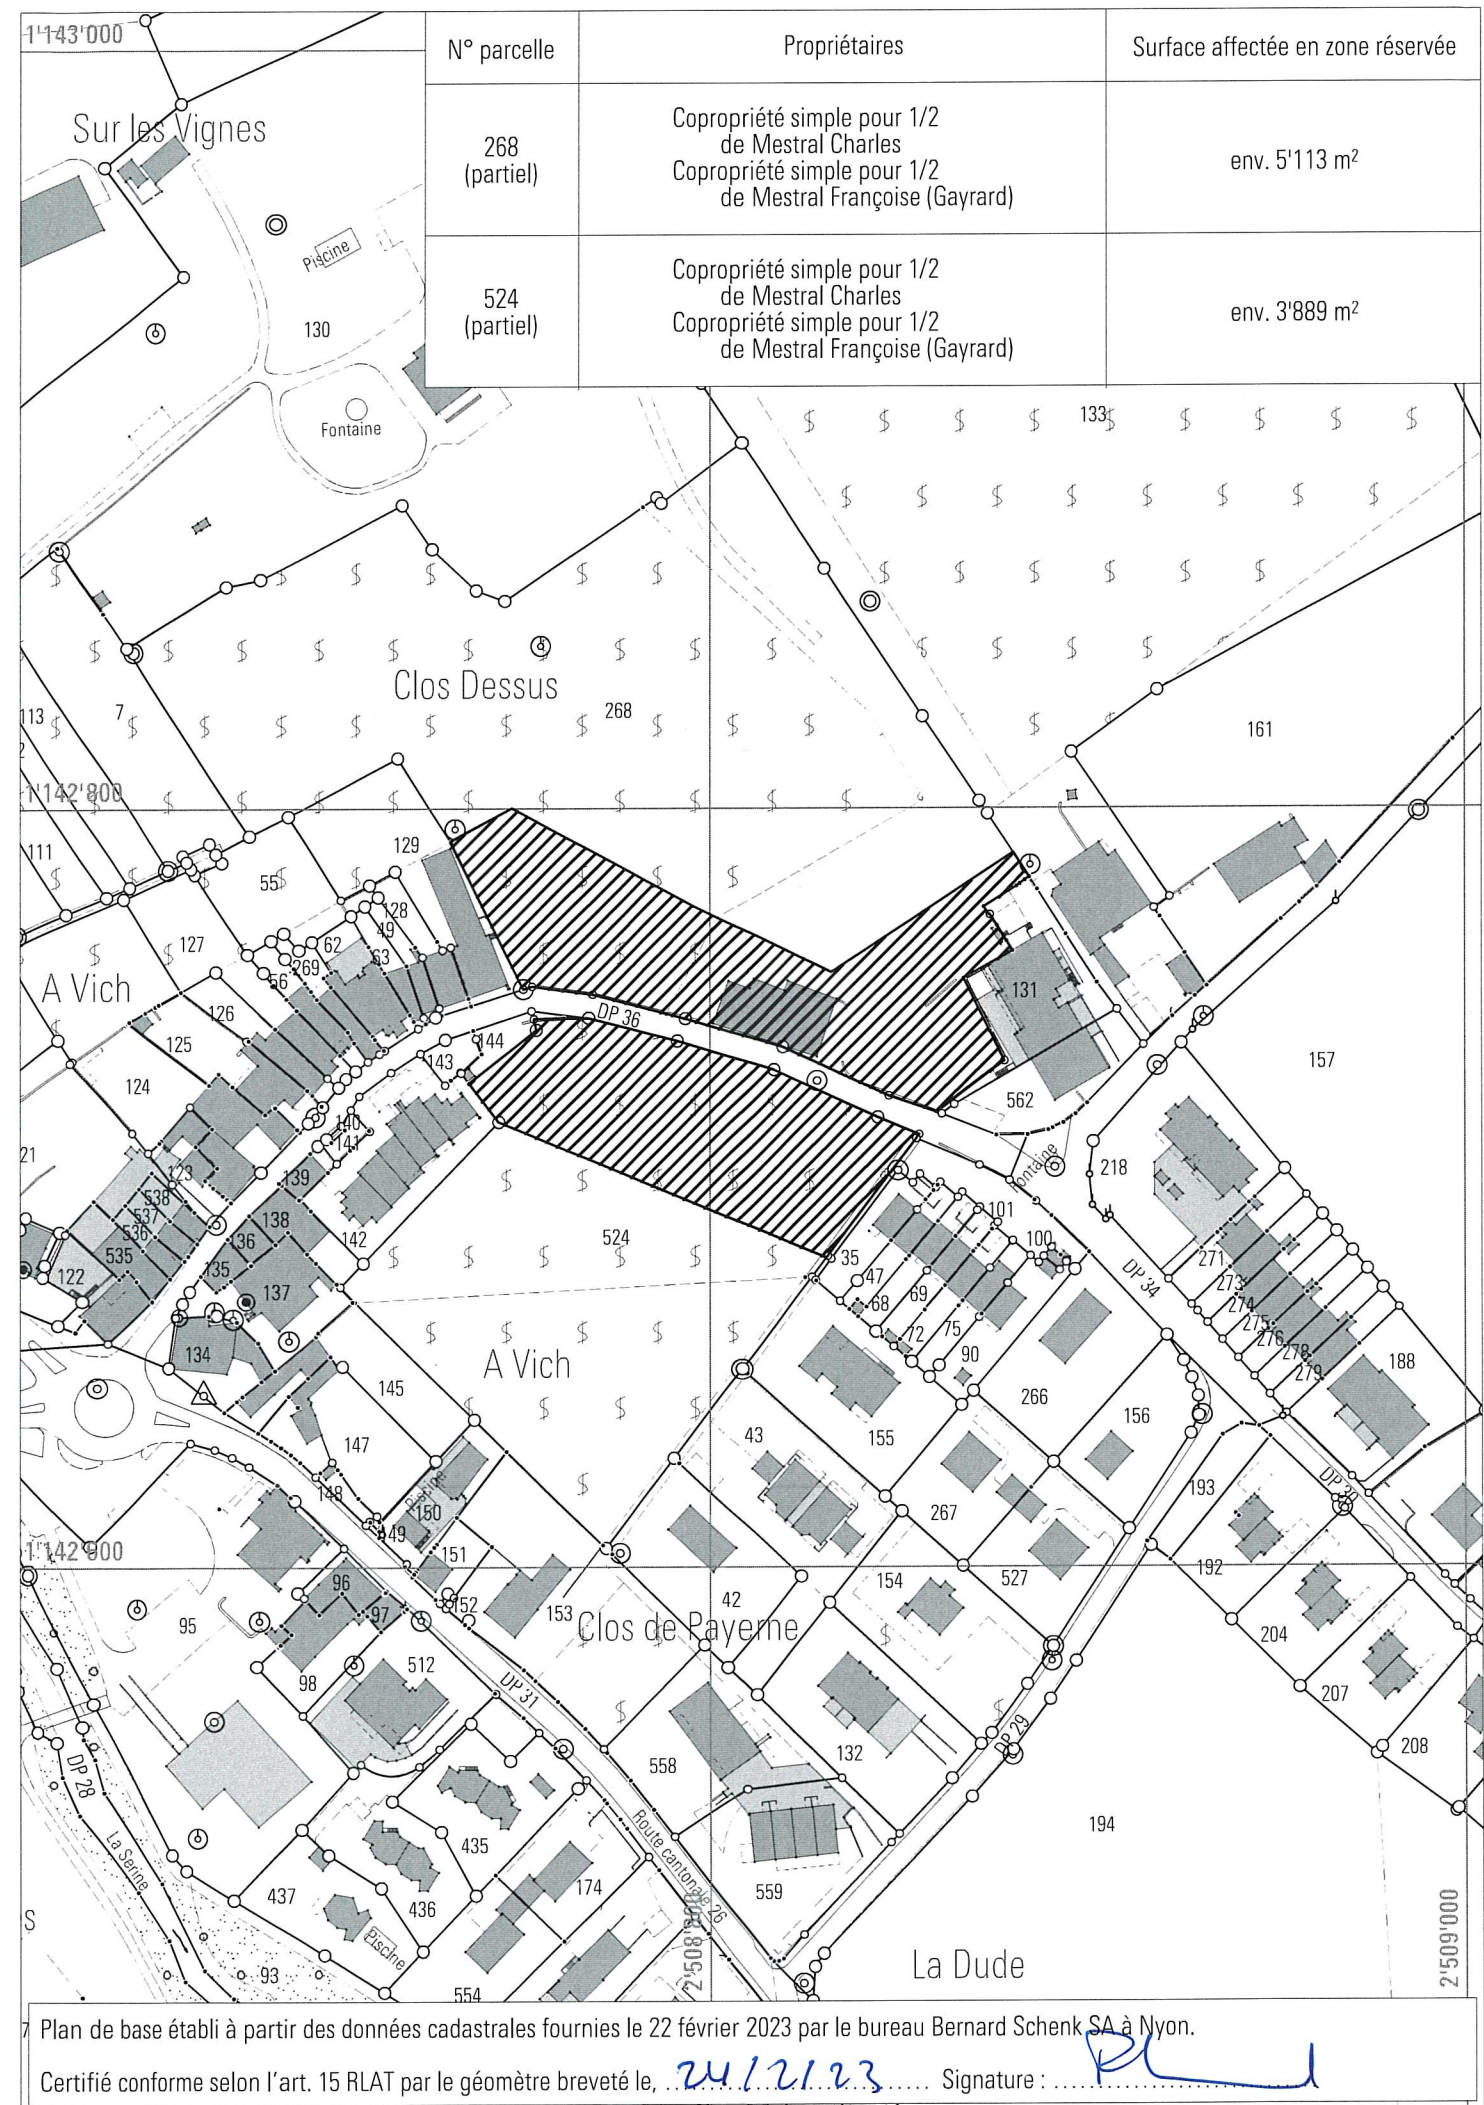 1'143'000
N° parcelle
Propriétaires
Surface affectée en zone réservée
268
(partiel)
Copropriété simple pour 1/2
de Mestral Charles
Copropriété simple pour 1/2
de Mestral Françoise (Gayrard)
env. 5'113 m²
524
(partiel)
Copropriété simple pour 1/2
de Mestral Charles
Copropriété simple pour 1/2
de Mestral Françoise (Gayrard)
env. 3'889 m²
Sur les Vignes
Piscine
130
Fontaine
133
Clos Dessus
7
268
113
161
1'142'800
111
129
55
128
49
127
62
63
269
56
A Vich
131
126
DP 36
125
144
143
157
124
562
140
141
21
Fontaine
218
123
139
538
537
536
101
138
136
142
524
100
535
35
271
122
135
47
DP 34
273
137
69
68
274
275
72
75
276
278
134
279
90
188
A Vich
145
266
156
43
155
147
193
DP 30
148
Piscine
150
267
149
1'142'600
151
192
96
154
527
152
97
153
42
95
Clos de Payerne
204
512
98
DP 31
207
DP 29
208
132
558
DP 28
194
La Serine
435
Route cantonale 26
437
174
559
436
S
Piscine
2'508'800
2'509'000
La Dude
93
554
7
Plan de base établi à partir des données cadastrales fournies le 22 février 2023 par le bureau Bernard Schenk SA à Nyon.
Certifié conforme selon l'art. 15 RLAT par le géomètre breveté le, 24/2/23 Signature :